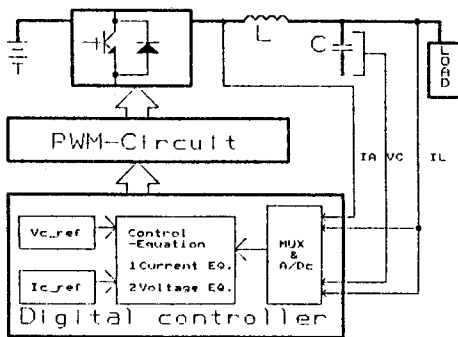 L
C
LOAD
PWM-Circuit
IA VC IL
Vc_ref
Control
-Equation
1Current EQ.
2Voltage EQ.
MUX
&
A/Dc
Ic_ref
Digital controller